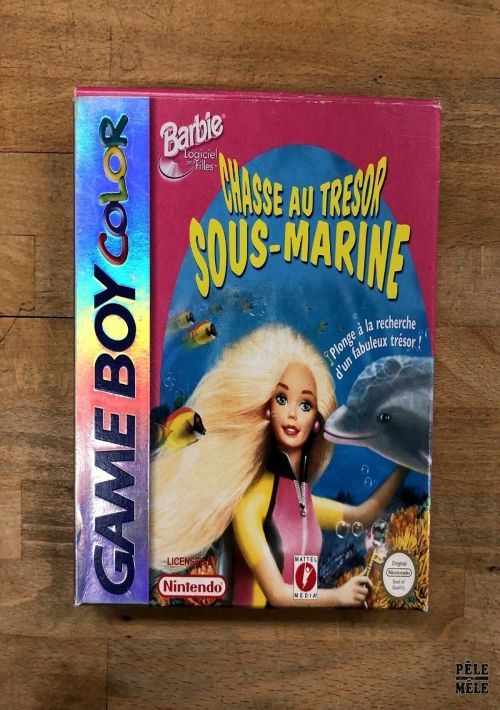 GAME BOY COLOR
Barbie
Logiciel
pour Filles
CHASSE AU TRESOR
SOUS-MARINE
Plonge à la recherche
d'un fabuleux trésor !
LICENSED BY
Nintendo
MATTEL
MEDIA
Original
Nintendo
Seal of
Quality
PÊLE
MÊLE